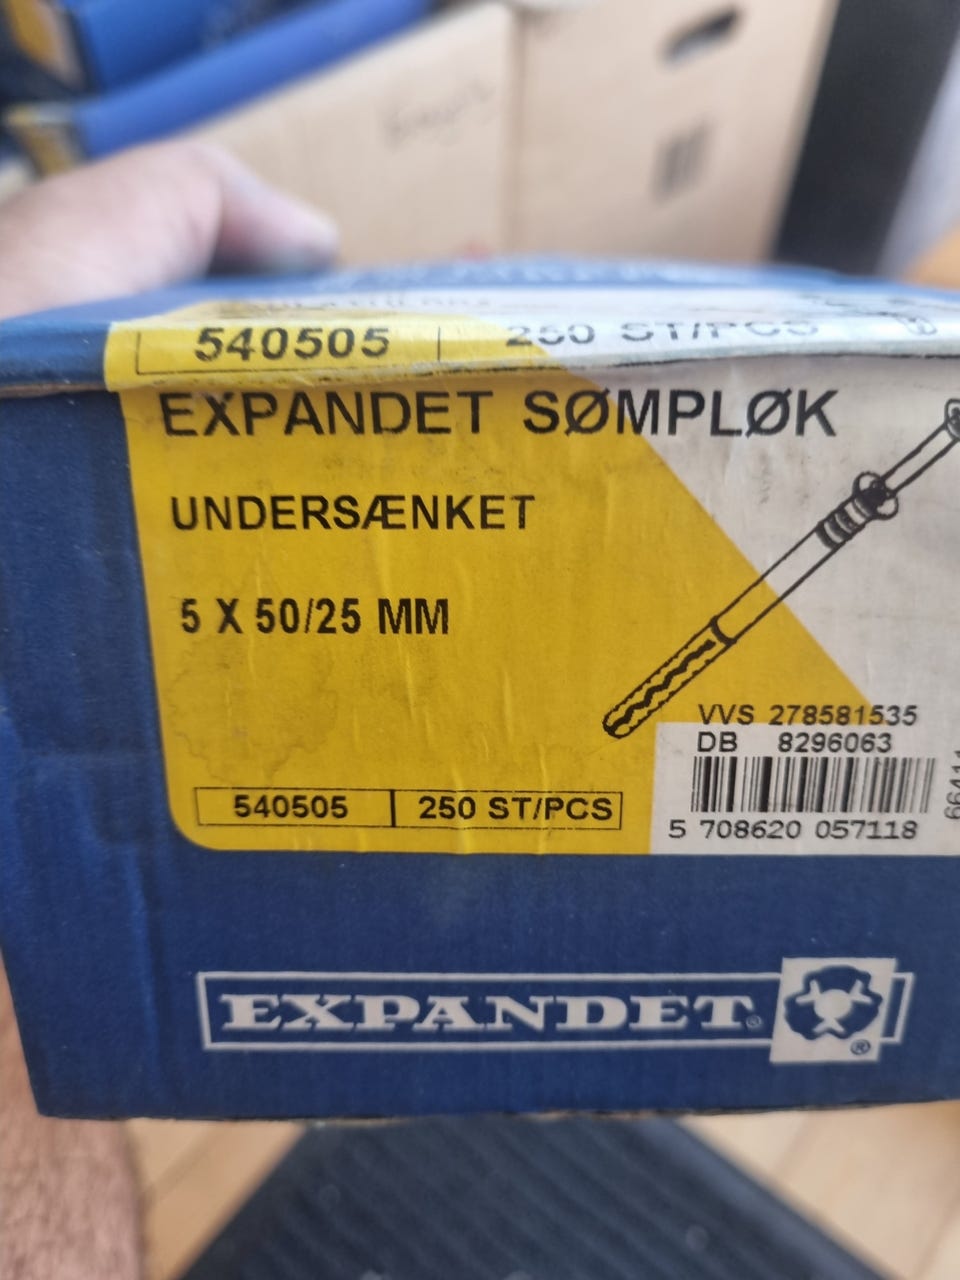 540505 250 ST/PCS
EXPANDET SØMPLØK
UNDERSÆNKET
5 X 50/25 MM
VVS 278581535
DB 8296063
540505 250 ST/PCS
5 708620 057118
EXPANDET®
®